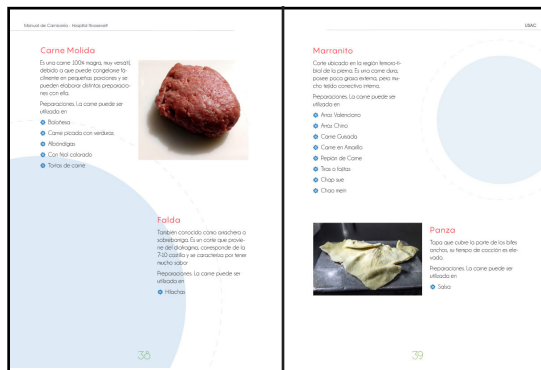 Manual de Carnicería - Hospital Roosevelt
Carne Molida
Es una carne 100% magra, muy versátil,
debido a que puede congelarse fá-
cilmente en pequeñas porciones y se
pueden elaborar distintas preparacio-
nes con ella.
Preparaciones: La carne puede ser
utilizada en
Boloñesa
Carne picada con verduras
Albondigas
Con frijol colorado
Tortas de carne
Falda
También conocido como arrachera o
sobrebarriga. Es un corte que provie-
ne del diafragma, corresponde de la
7-10 costilla y se caracteriza por tener
mucho sabor
Preparaciones: La carne puede ser
utilizada en
Hilachas
38
USAC
Marranito
Corte ubicado en la región femoro-ti-
bial de la pierna. Es una carne dura,
posee poca grasa externa, pero mu-
cho tejido conectivo interno.
Preparaciones: La carne puede ser
utilizada en
Arroz Valenciano
Arroz Chino
Carne Guisada
Carne en Amarillo
Pepián de Carne
Tiras o fajitas
Chao sue
Chao mein
Panza
Tapa que cubre la parte de los bifes
anchos, su tiempo de cocción es ele-
vado.
Preparaciones: La carne puede ser
utilizada en
Salsa
39